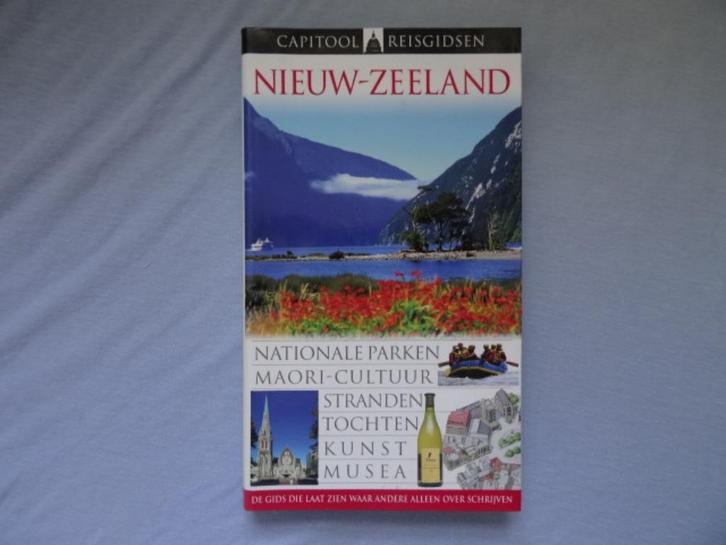 CAPITOOL REISGIDSEN
NIEUW-ZEELAND
NATIONALE PARKEN
MAORI-CULTUUR
STRANDEN
TOCHTEN
KUNST
MUSEA
DE GIDS DIE LAAT ZIEN WAAR ANDERE ALLEEN OVER SCHRIJVEN